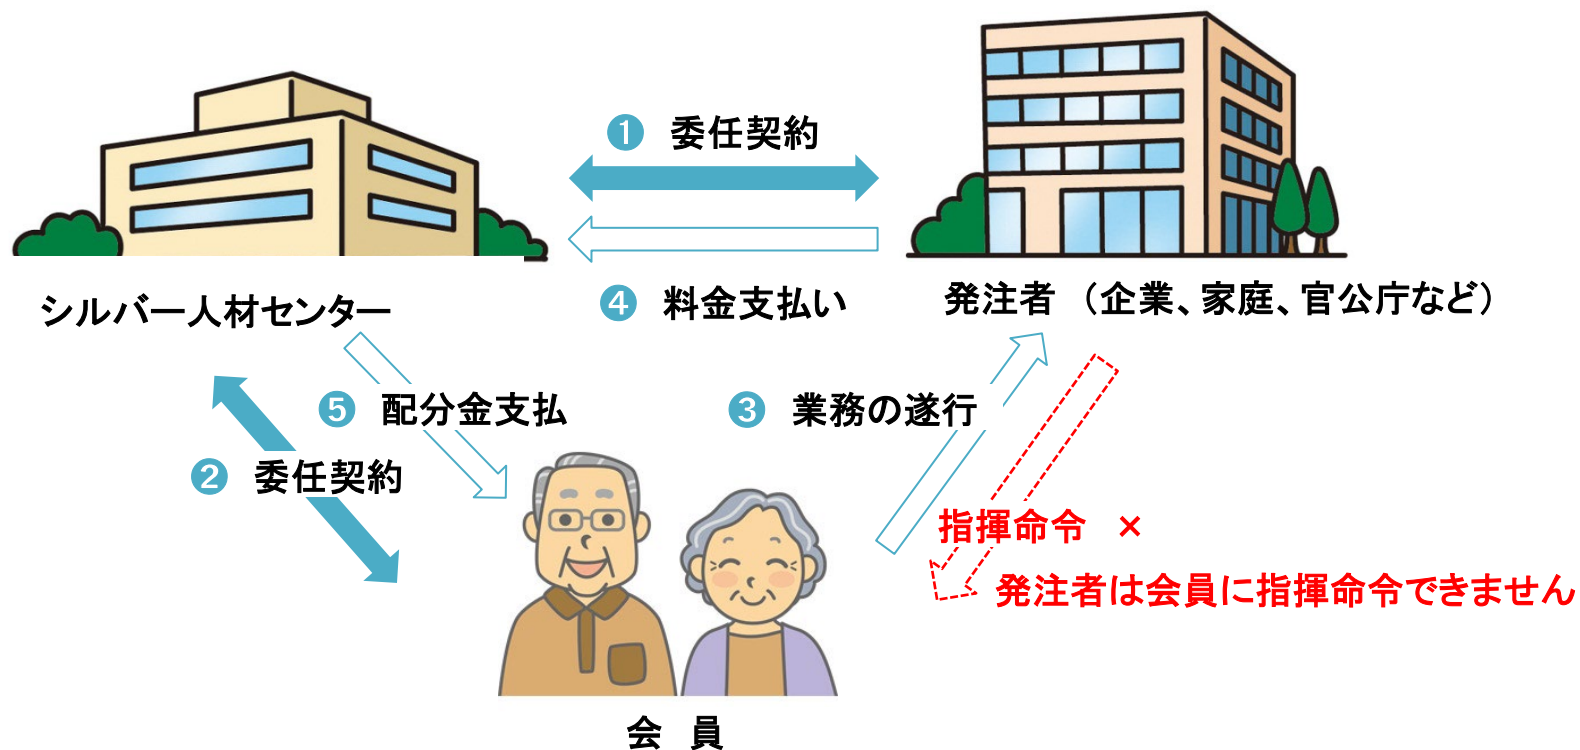 ❶ 委任契約
❹ 料金支払い
シルバー人材センター
発注者 （企業、家庭、官公庁など）
❺ 配分金支払
❸ 業務の遂行
❷ 委任契約
指揮命令 ×
発注者は会員に指揮命令できません
会 員